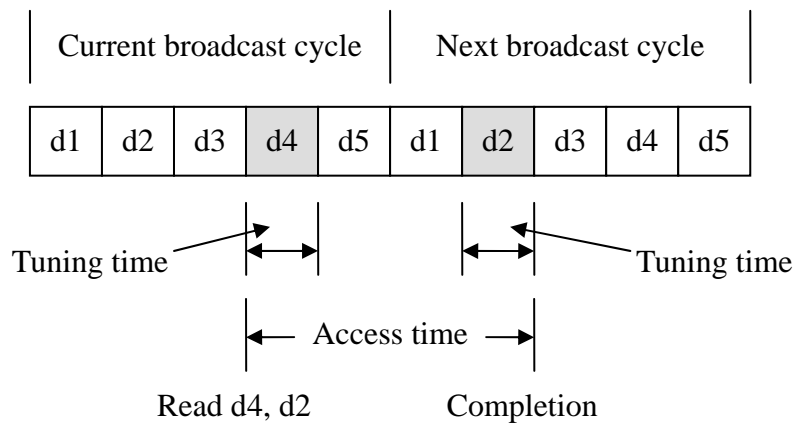 Current broadcast cycle Next broadcast cycle
d1 d2 d3 d4 d5 d1 d2 d3 d4 d5
Tuning time Tuning time
Access time
Read d4, d2 Completion